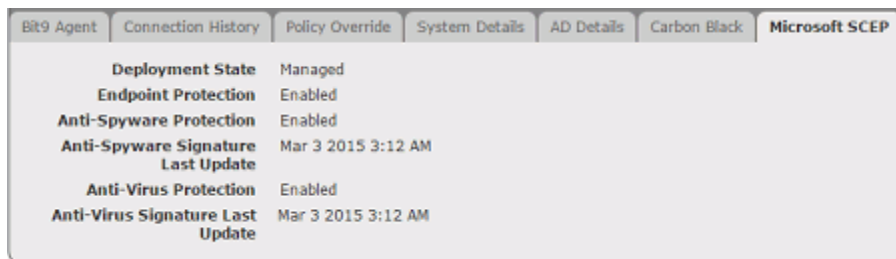 Bit9 Agent Connection History Policy Override System Details AD Details Carbon Black Microsoft SCEP
Deployment State Managed
Endpoint Protection Enabled
Anti-Spyware Protection Enabled
Anti-Spyware Signature Mar 3 2015 3:12 AM
Last Update
Anti-Virus Protection Enabled
Anti-Virus Signature Last Mar 3 2015 3:12 AM
Update